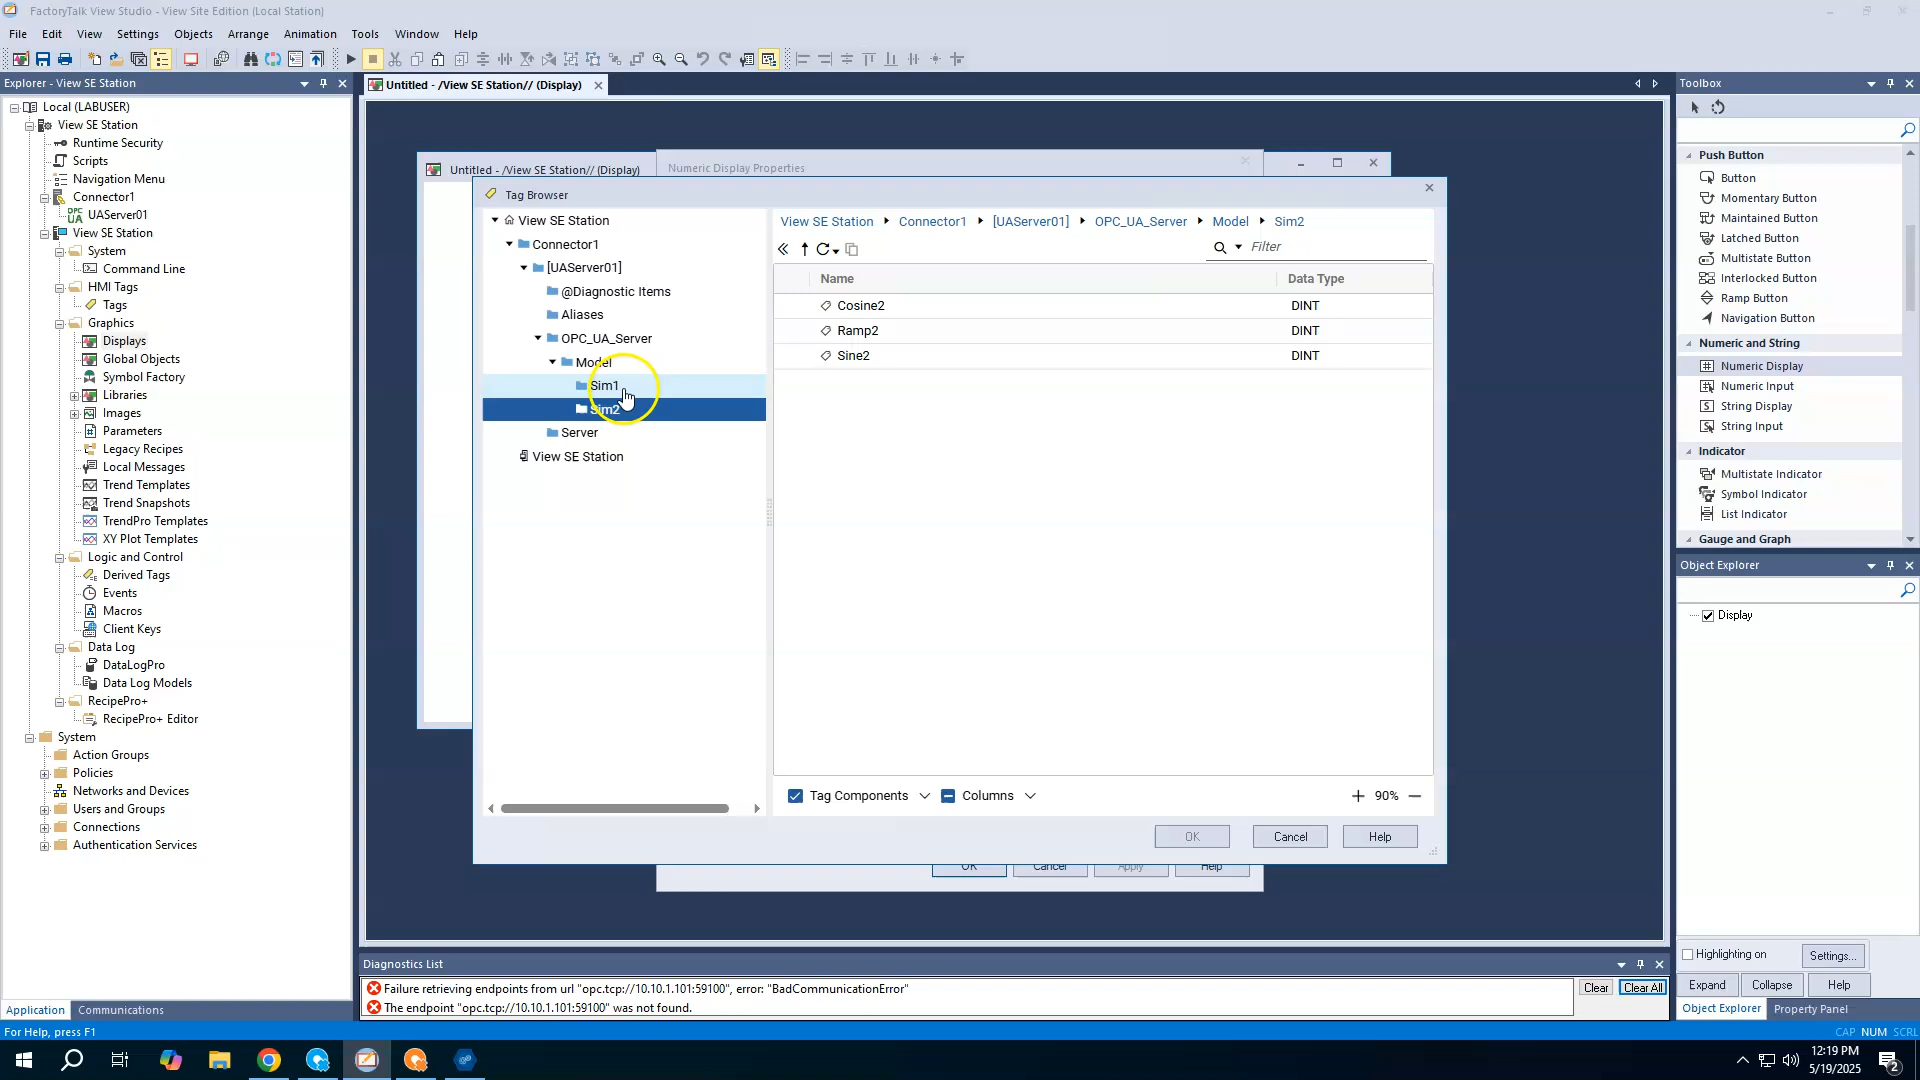 FactoryTalk View Studio - View Site Edition (Local Station)
File Edit View Settings Objects Arrange Animation Tools Window Help
Explorer - View SE Station
Local (LABUSER)
View SE Station
Runtime Security
Scripts
Navigation Menu
Connector1
OPC UA
UAServer01
View SE Station
System
Command Line
HMI Tags
Tags
Graphics
Displays
Global Objects
Symbol Factory
Libraries
Images
Parameters
Legacy Recipes
Local Messages
Trend Templates
Trend Snapshots
TrendPro Templates
XY Plot Templates
Logic and Control
Derived Tags
Events
Macros
Client Keys
Data Log
DataLogPro
Data Log Models
RecipePro+
RecipePro+ Editor
System
Action Groups
Policies
Networks and Devices
Users and Groups
Connections
Authentication Services
Application Communications
Untitled - /View SE Station// (Display)
Untitled - /View SE Station// (Display)
Numeric Display Properties
Tag Browser
View SE Station
Connector1
[UAServer01]
@Diagnostic Items
Aliases
OPC_UA_Server
Model
Sim1
Sim2
Server
View SE Station
View SE Station Connector1 [UAServer01] OPC_UA_Server Model Sim2
Filter
Name Data Type
Cosine2 DINT
Ramp2 DINT
Sine2 DINT
Tag Components Columns 90%
OK Cancel Help
OK Cancel Apply Help
Diagnostics List
Failure retrieving endpoints from url "opc.tcp://10.10.1.101:59100", error: "BadCommunicationError"
The endpoint "opc.tcp://10.10.1.101:59100" was not found.
Clear Clear All
Toolbox
Push Button
Button
Momentary Button
Maintained Button
Latched Button
Multistate Button
Interlocked Button
Ramp Button
Navigation Button
Numeric and String
Numeric Display
Numeric Input
String Display
String Input
Indicator
Multistate Indicator
Symbol Indicator
List Indicator
Gauge and Graph
Object Explorer
Display
Highlighting on Settings...
Expand Collapse Help
Object Explorer Property Panel
For Help, press F1
CAP NUM SCRL
12:19 PM
5/19/2025
2